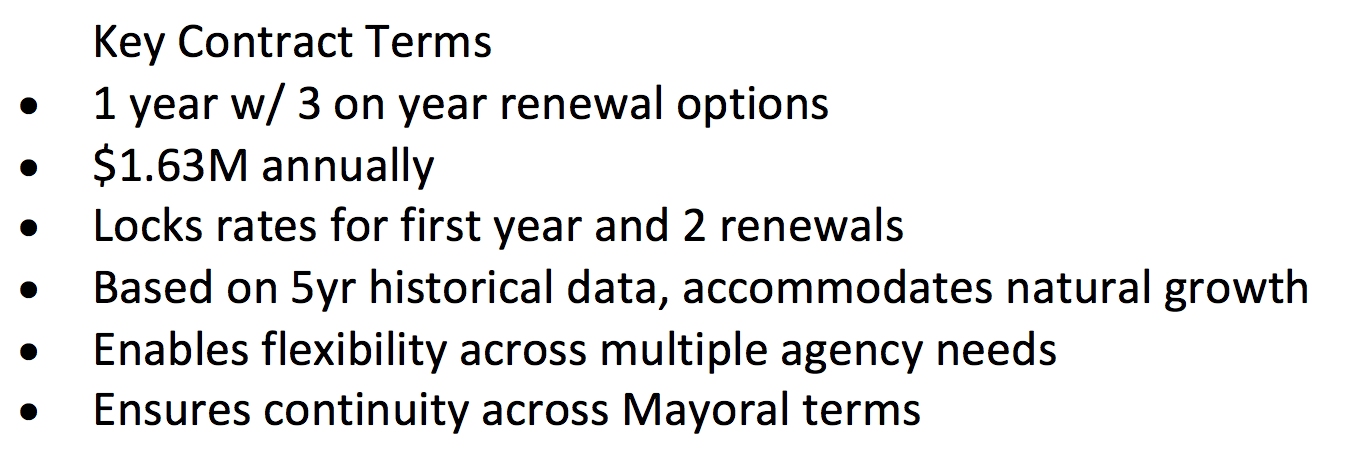 Key Contract Terms
• 1 year w/ 3 on year renewal options
• $1.63M annually
• Locks rates for first year and 2 renewals
• Based on 5yr historical data, accommodates natural growth
• Enables flexibility across multiple agency needs
• Ensures continuity across Mayoral terms